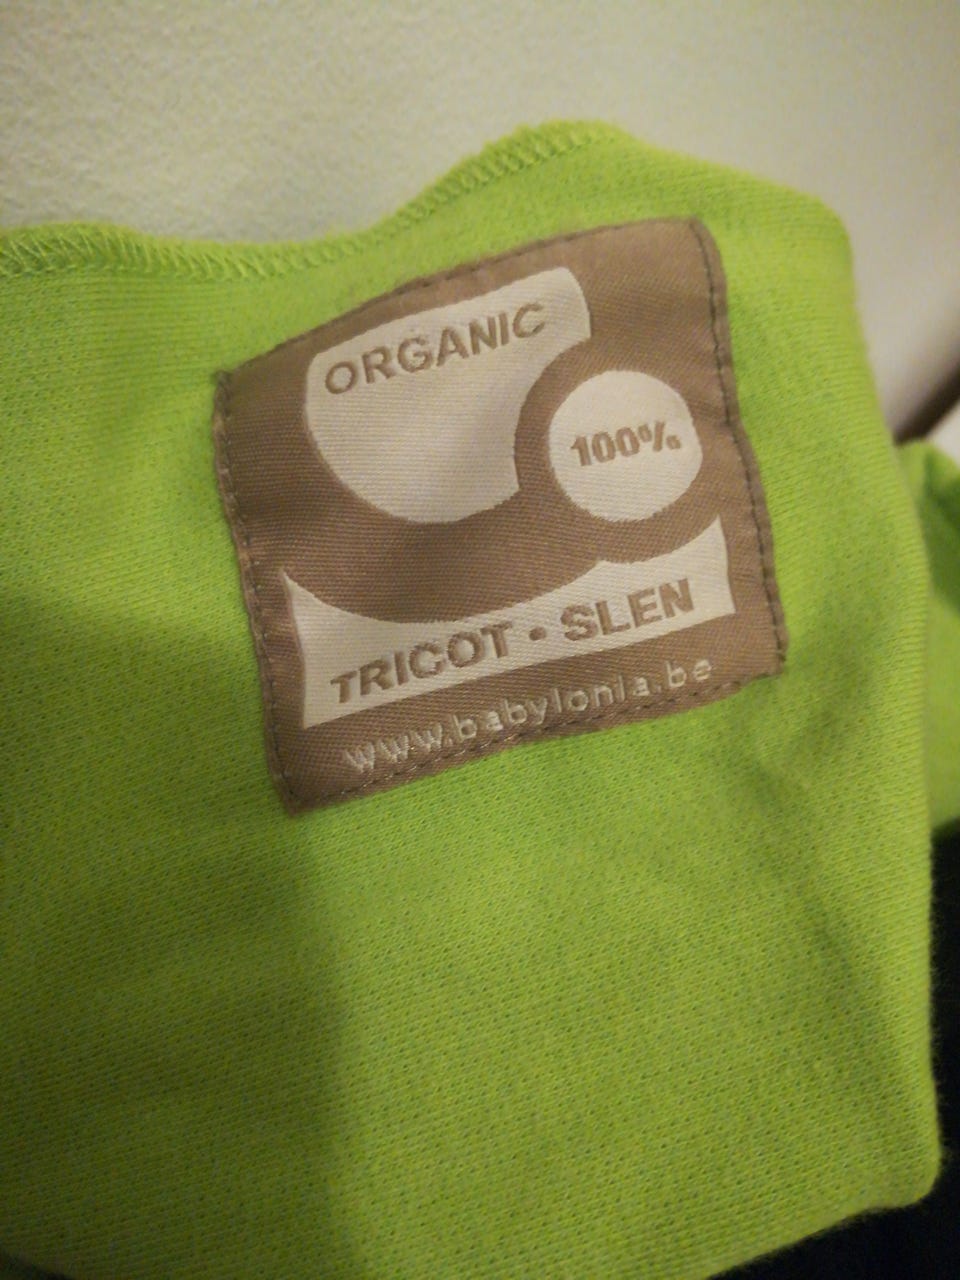 ORGANIC
100%
TRICOT • SLEN
www.babylonia.be